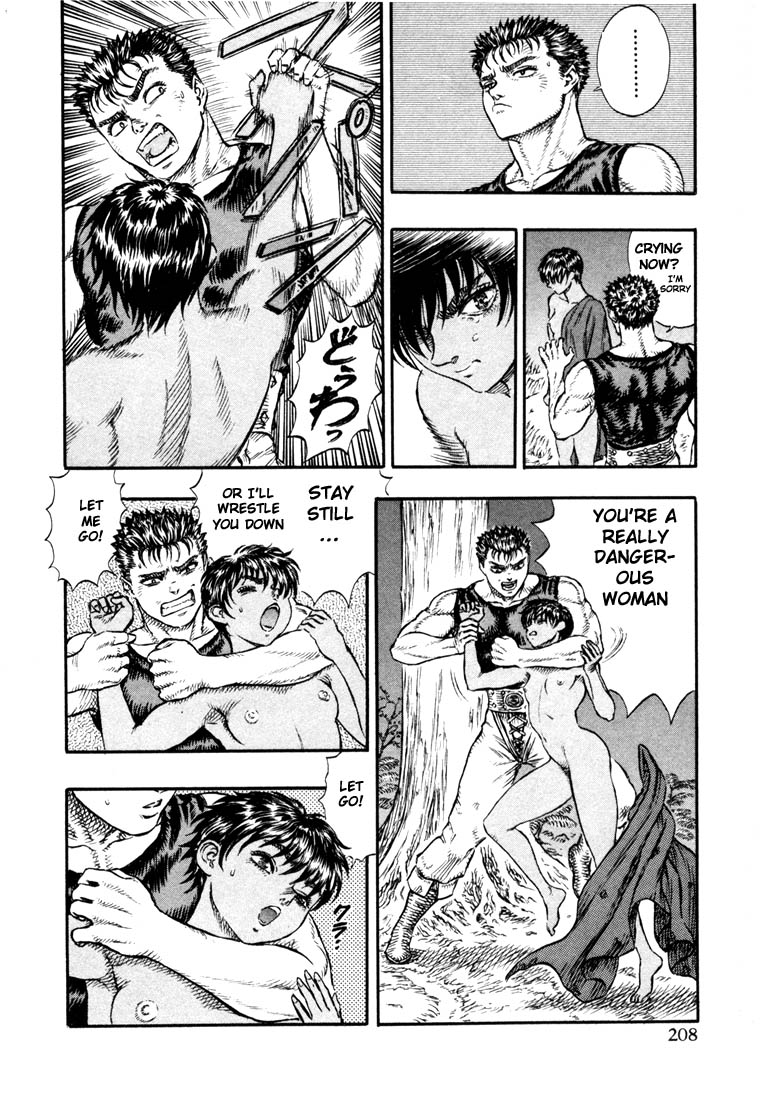 .........
CRYING
NOW?
I'M
SORRY
どぅわっ
YOU'RE A
REALLY
DANGER-
OUS
WOMAN
STAY
STILL
...
OR I'LL
WRESTLE
YOU DOWN
LET
ME
GO!
LET
GO!
クラ…
208